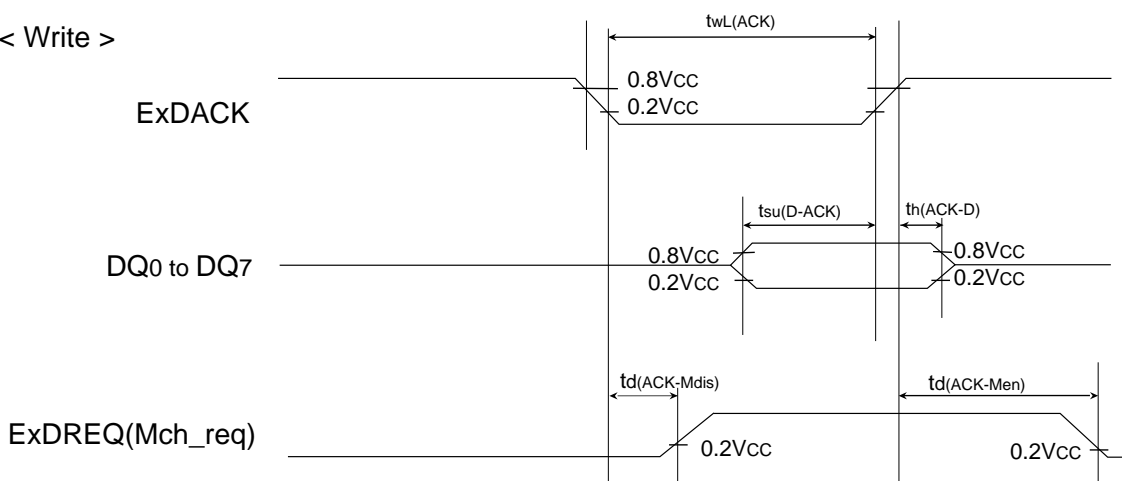 < Write >
twL(ACK)
ExDACK
0.8VCC
0.2VCC
tsu(D-ACK)
th(ACK-D)
DQ0 to DQ7
0.8VCC
0.8VCC
0.2VCC
0.2VCC
td(ACK-Mdis)
td(ACK-Men)
ExDREQ(Mch_req)
0.2VCC
0.2VCC